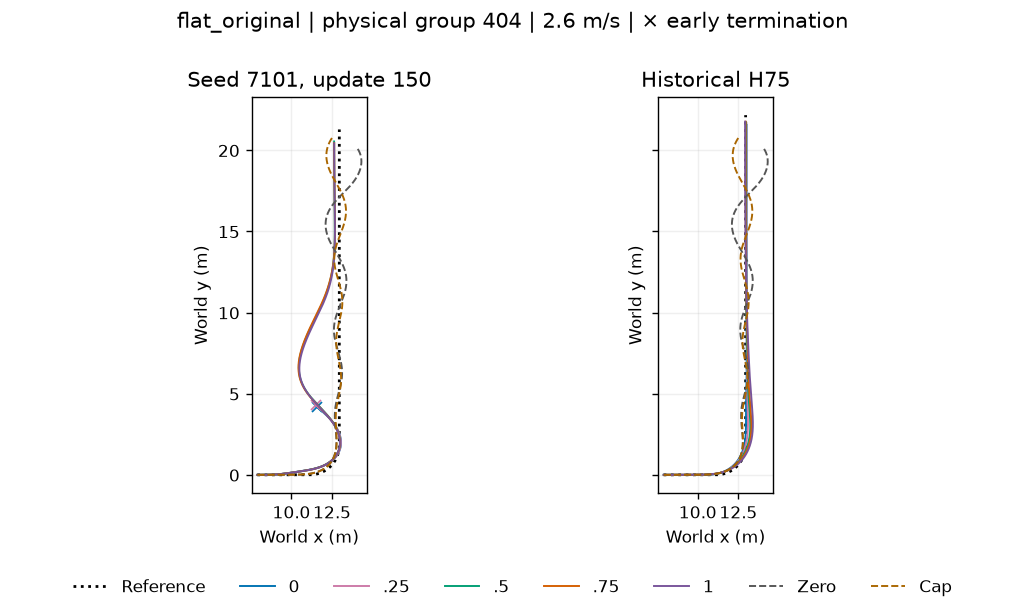 flat_original | physical group 404 | 2.6 m/s | × early termination
Seed 7101, update 150
Historical H75
20
15
10
5
0
World y (m)
World y (m)
10.0 12.5
10.0 12.5
World x (m)
World x (m)
Reference 0 .25 .5 .75 1 Zero Cap